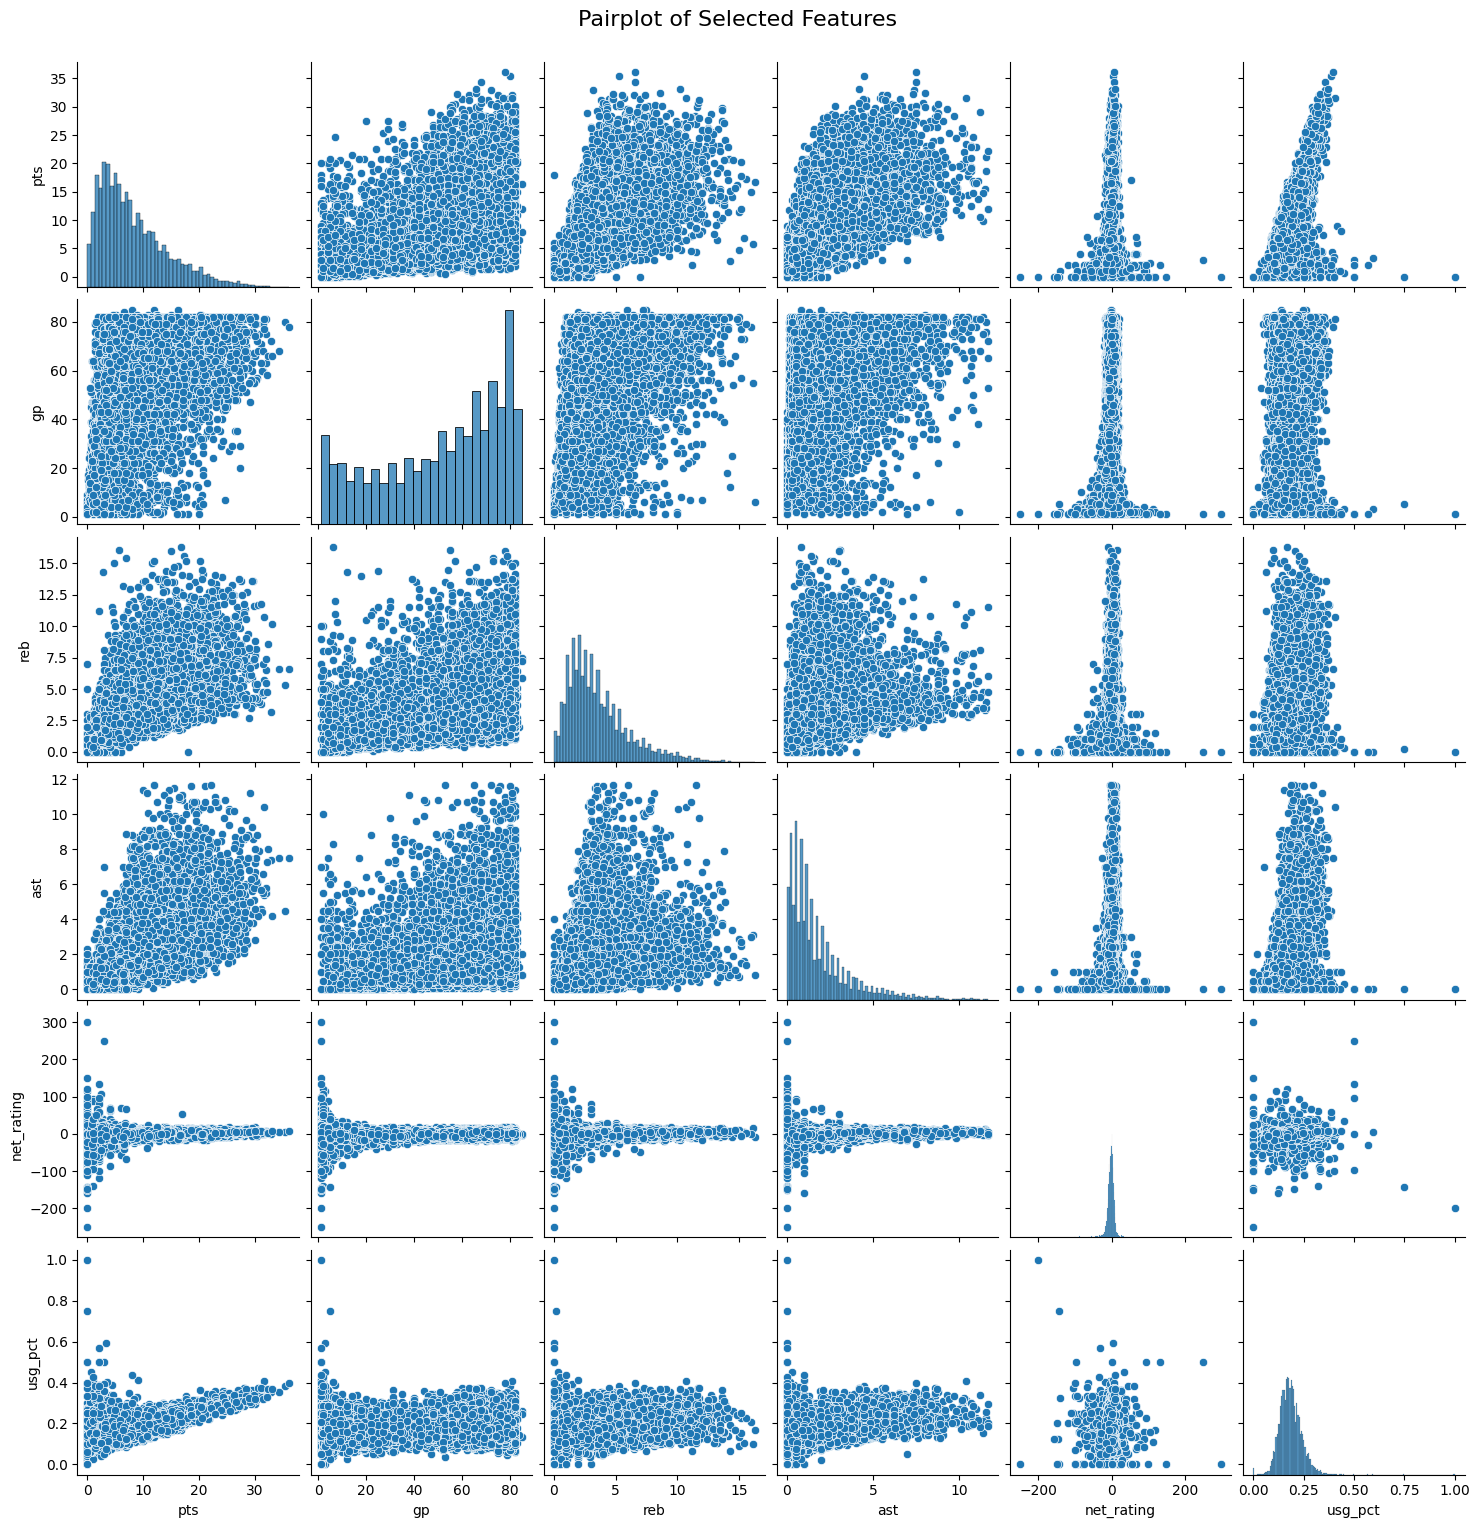 Pairplot of Selected Features
35
30
25
20
15
10
5
0
pts
80
60
40
20
0
gp
15.0
12.5
10.0
7.5
5.0
2.5
0.0
reb
12
10
8
6
4
2
0
ast
300
200
100
0
−100
−200
net_rating
1.0
0.8
0.6
0.4
0.2
0.0
usg_pct
0 10 20 30
0 20 40 60 80
0 5 10 15
0 5 10
−200 0 200
0.00 0.25 0.50 0.75 1.00
pts gp reb ast net_rating usg_pct